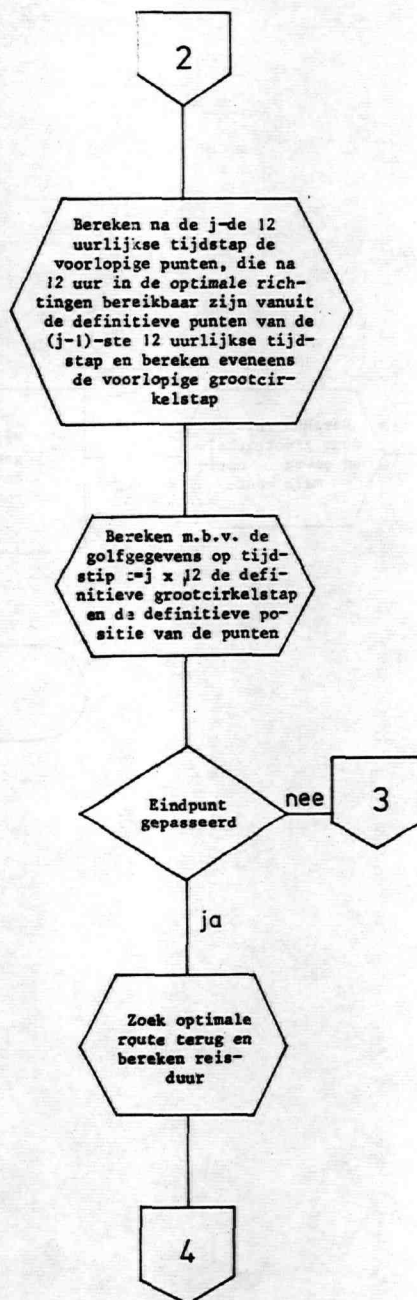 2
Bereken na de j-de 12
uurlijkse tijdstap de
voorlopige punten, die na
12 uur in de optimale rich-
tingen bereikbaar zijn vanuit
de definitieve punten van de
(j-1)-ste 12 uurlijkse tijd-
stap en bereken eveneens
de voorlopige grootcir-
kelstap
Bereken m.b.v. de
golfgegevens op tijd-
stip =j x 12 de defi-
nitieve grootcirkelstap
en de definitieve po-
sitie van de punten
Eindpunt
gepasseerd
nee
3
ja
Zoek optimale
route terug en
bereken reis-
duur
4